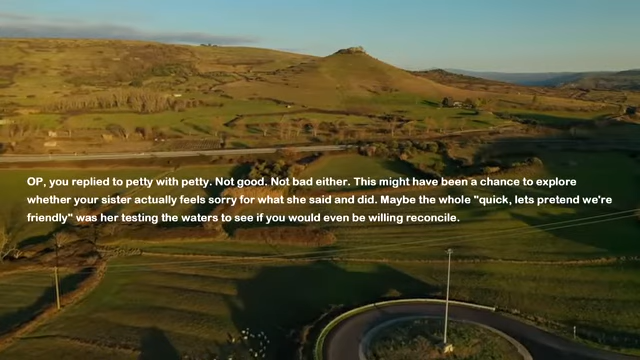 OP, you replied to petty with petty. Not good. Not bad either. This might have been a chance to explore
whether your sister actually feels sorry for what she said and did. Maybe the whole "quick, lets pretend we're
friendly" was her testing the waters to see if you would even be willing reconcile.